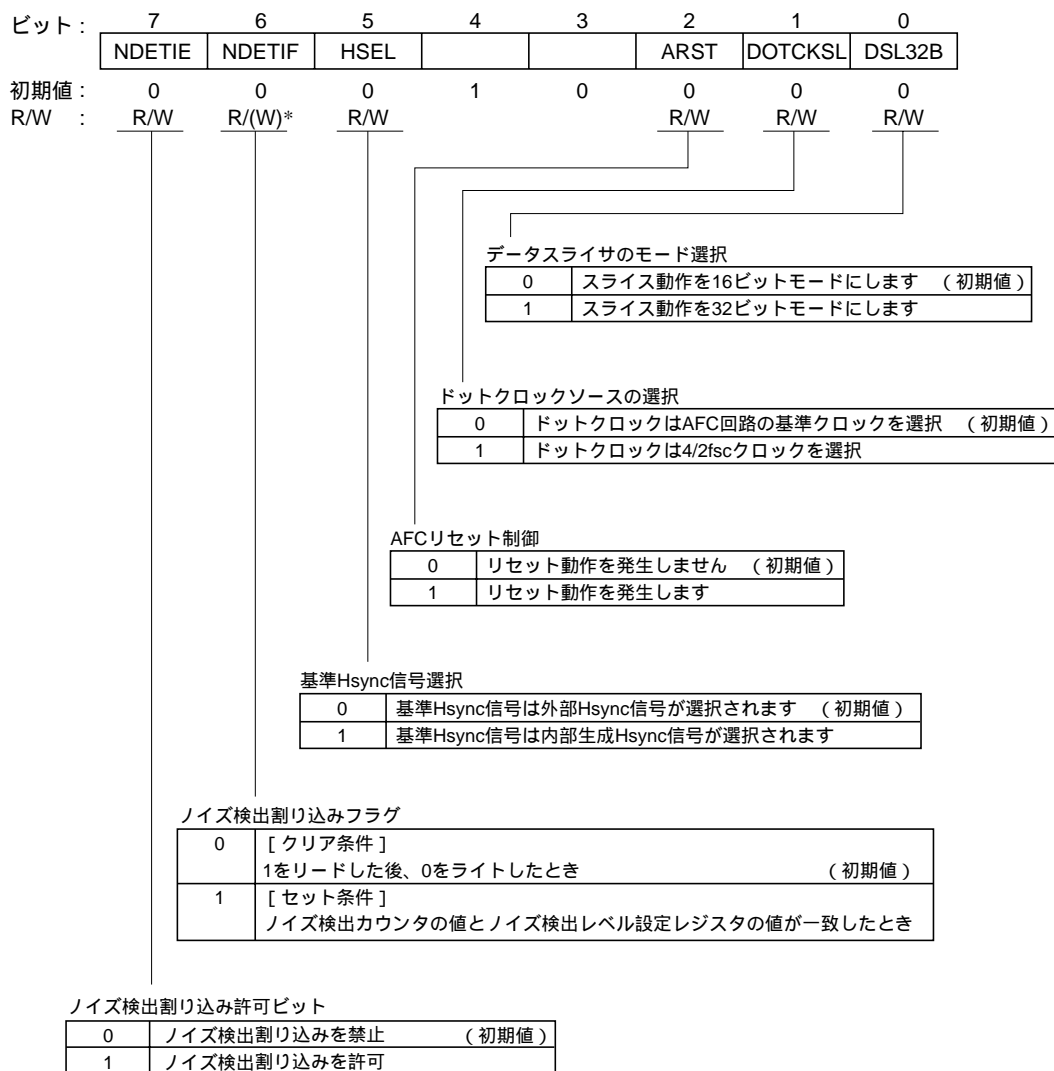 ビット : 7 6 5 4 3 2 1 0
NDETIE NDETIF HSEL ARST DOTCKSL DSL32B
初期値 : 0 0 0 1 0 0 0 0
R/W : R/W R/(W)* R/W R/W R/W R/W
データスライサのモード選択
0 スライス動作を16ビットモードにします (初期値)
1 スライス動作を32ビットモードにします
ドットクロックソースの選択
0 ドットクロックはAFC回路の基準クロックを選択 (初期値)
1 ドットクロックは4/2fscクロックを選択
AFCリセット制御
0 リセット動作を発生しません (初期値)
1 リセット動作を発生します
基準Hsync信号選択
0 基準Hsync信号は外部Hsync信号が選択されます (初期値)
1 基準Hsync信号は内部生成Hsync信号が選択されます
ノイズ検出割り込みフラグ
0 [クリア条件]
1をリードした後、0をライトしたとき (初期値)
1 [セット条件]
ノイズ検出カウンタの値とノイズ検出レベル設定レジスタの値が一致したとき
ノイズ検出割り込み許可ビット
0 ノイズ検出割り込みを禁止 (初期値)
1 ノイズ検出割り込みを許可